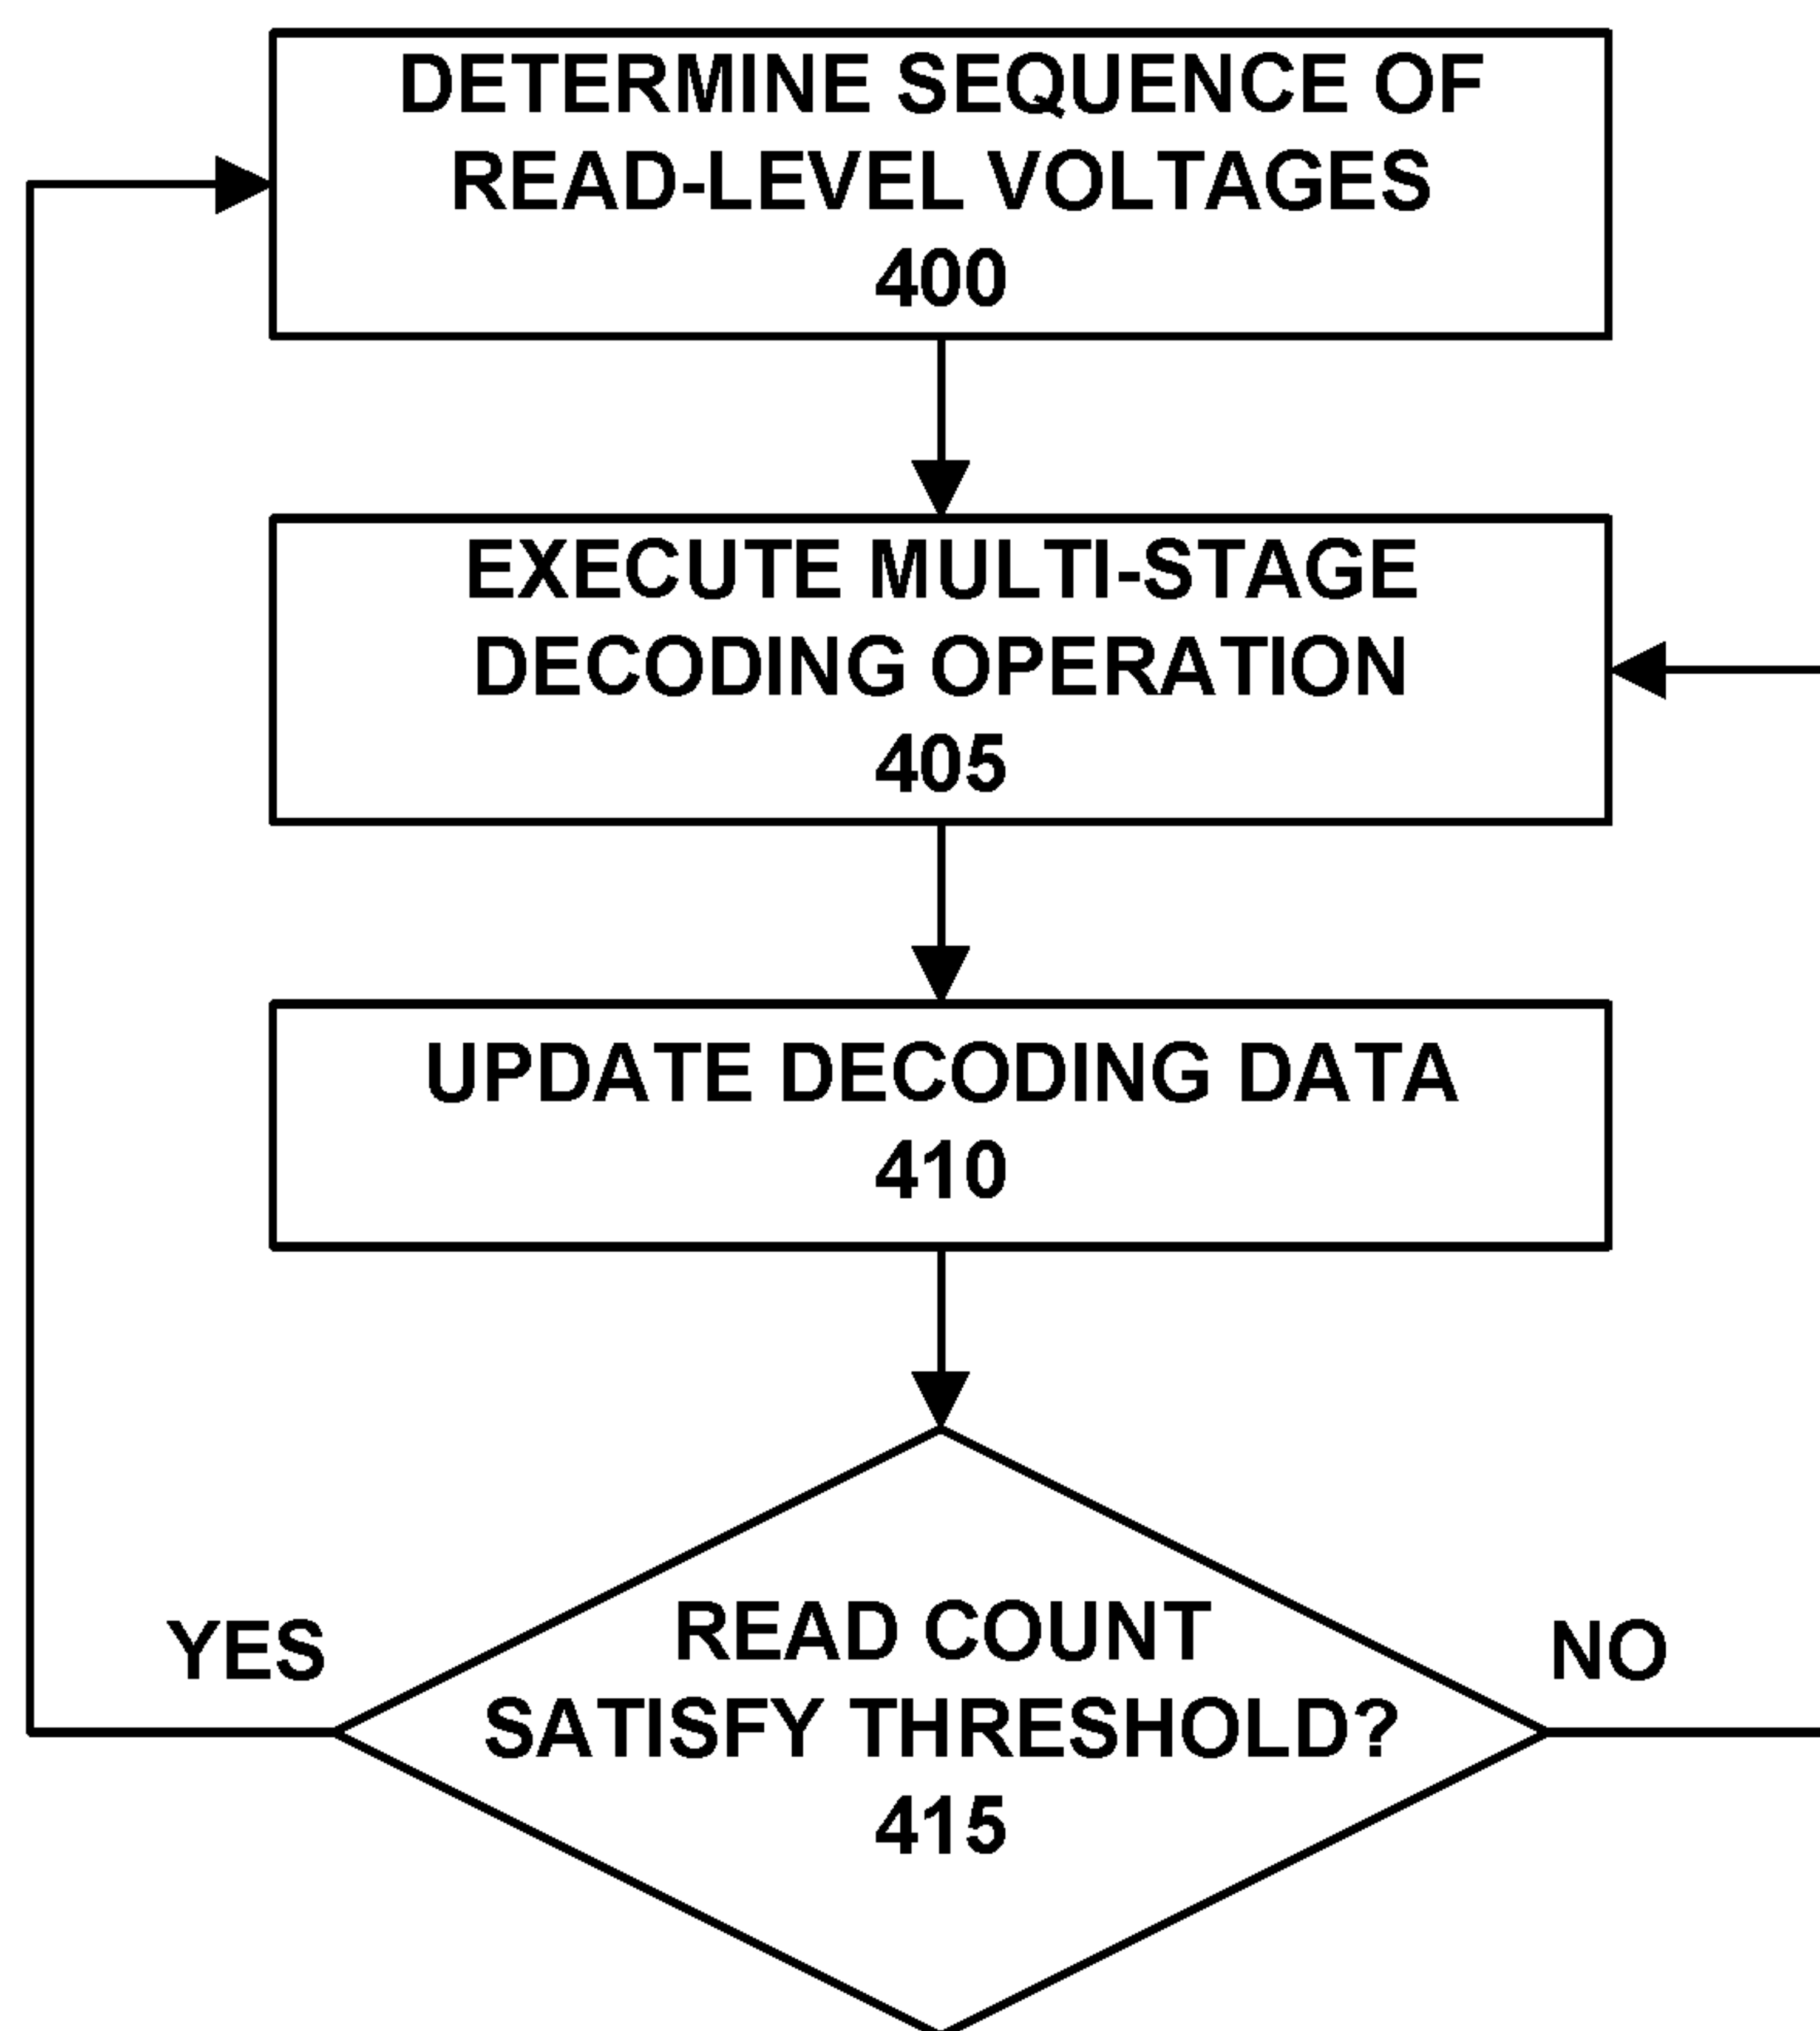 DETERMINE SEQUENCE OF
READ-LEVEL VOLTAGES
400
EXECUTE MULTI-STAGE
DECODING OPERATION
405
UPDATE DECODING DATA
410
READ COUNT
SATISFY THRESHOLD?
415
YES
NO